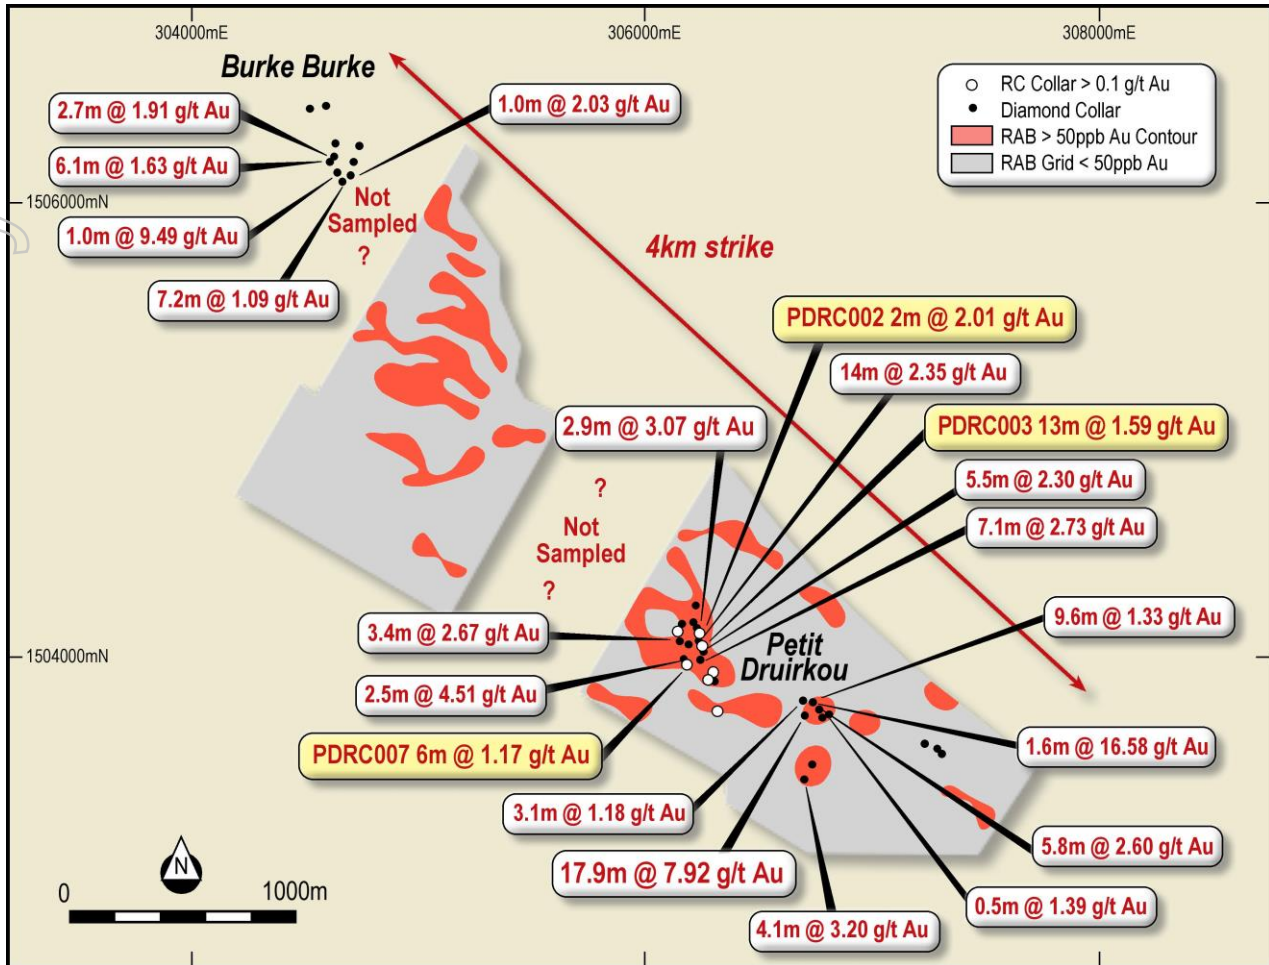 304000mE
306000mE
308000mE
Burke Burke
2.7m @ 1.91 g/t Au
1.0m @ 2.03 g/t Au
6.1m @ 1.63 g/t Au
1.0m @ 9.49 g/t Au
7.2m @ 1.09 g/t Au
RC Collar > 0.1 g/t Au
Diamond Collar
RAB > 50ppb Au Contour
RAB Grid < 50ppb Au
1506000mN
Not
Sampled
?
4km strike
PDRC002 2m @ 2.01 g/t Au
14m @ 2.35 g/t Au
2.9m @ 3.07 g/t Au
PDRC003 13m @ 1.59 g/t Au
5.5m @ 2.30 g/t Au
7.1m @ 2.73 g/t Au
?
Not
Sampled
?
9.6m @ 1.33 g/t Au
3.4m @ 2.67 g/t Au
Petit
Druirkou
1504000mN
2.5m @ 4.51 g/t Au
PDRC007 6m @ 1.17 g/t Au
1.6m @ 16.58 g/t Au
3.1m @ 1.18 g/t Au
5.8m @ 2.60 g/t Au
17.9m @ 7.92 g/t Au
0.5m @ 1.39 g/t Au
4.1m @ 3.20 g/t Au
N
0
1000m